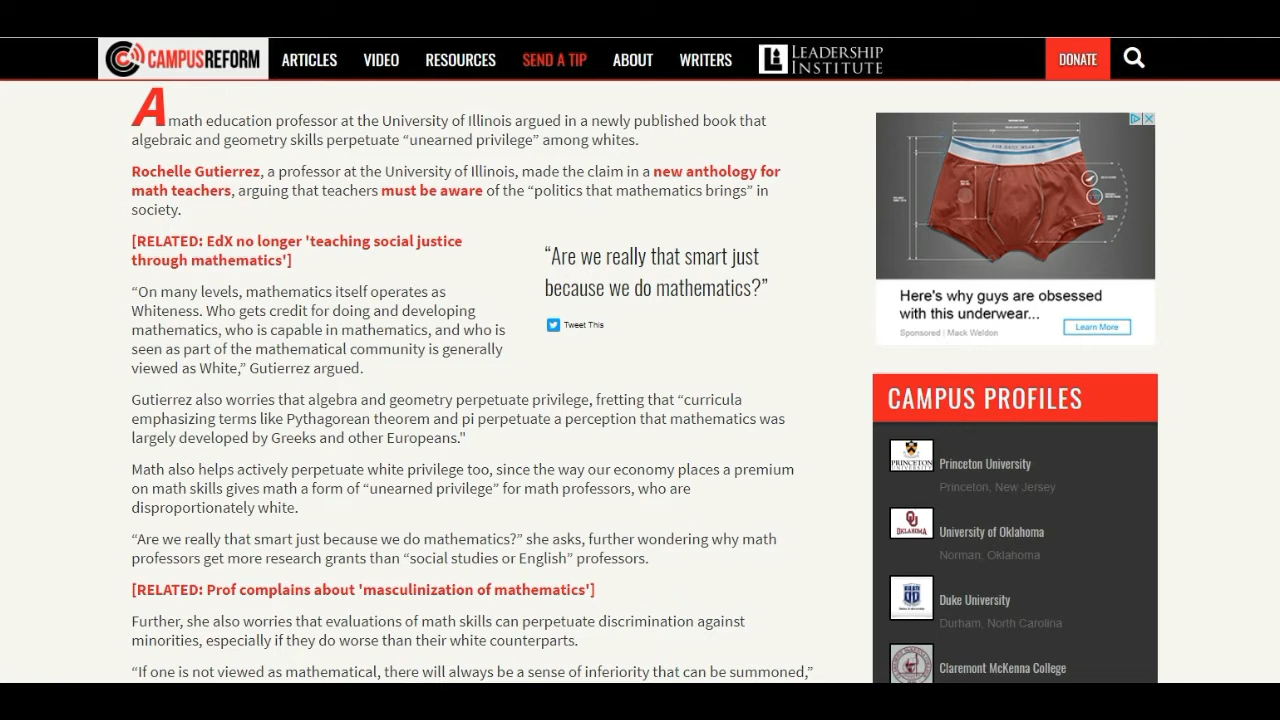 CAMPUSREFORM
ARTICLES
VIDEO
RESOURCES
SEND A TIP
ABOUT
WRITERS
LEADERSHIP
INSTITUTE
DONATE
A math education professor at the University of Illinois argued in a newly published book that
algebraic and geometry skills perpetuate “unearned privilege” among whites.
Rochelle Gutierrez, a professor at the University of Illinois, made the claim in a new anthology for
math teachers, arguing that teachers must be aware of the “politics that mathematics brings” in
society.
[RELATED: EdX no longer 'teaching social justice
through mathematics']
“Are we really that smart just
because we do mathematics?”
Tweet This
“On many levels, mathematics itself operates as
Whiteness. Who gets credit for doing and developing
mathematics, who is capable in mathematics, and who is
seen as part of the mathematical community is generally
viewed as White,” Gutierrez argued.
Gutierrez also worries that algebra and geometry perpetuate privilege, fretting that “curricula
emphasizing terms like Pythagorean theorem and pi perpetuate a perception that mathematics was
largely developed by Greeks and other Europeans."
Math also helps actively perpetuate white privilege too, since the way our economy places a premium
on math skills gives math a form of “unearned privilege” for math professors, who are
disproportionately white.
“Are we really that smart just because we do mathematics?” she asks, further wondering why math
professors get more research grants than “social studies or English” professors.
[RELATED: Prof complains about 'masculinization of mathematics']
Further, she also worries that evaluations of math skills can perpetuate discrimination against
minorities, especially if they do worse than their white counterparts.
“If one is not viewed as mathematical, there will always be a sense of inferiority that can be summoned,”
FOR DAILY WEAR
Here's why guys are obsessed
with this underwear...
Sponsored | Mack Weldon
Learn More
CAMPUS PROFILES
PRINCETON
Princeton University
Princeton, New Jersey
OKLAHOMA
University of Oklahoma
Norman, Oklahoma
Duke University
Durham, North Carolina
Claremont McKenna College